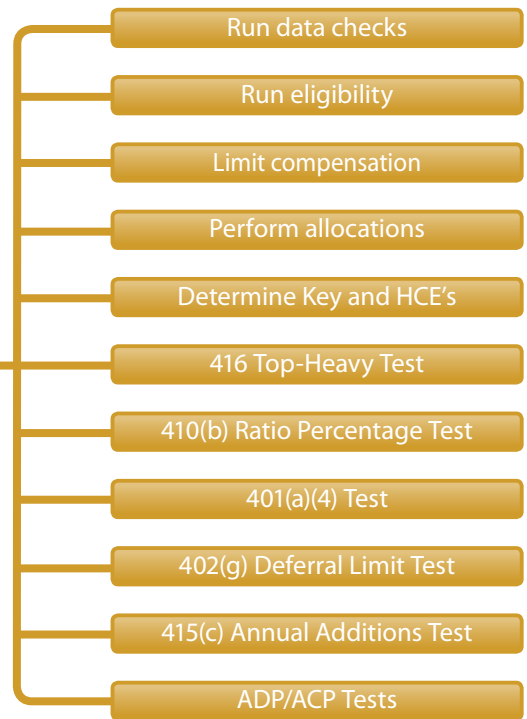 Run data checks
Run eligibility
Limit compensation
Perform allocations
Determine Key and HCE's
416 Top-Heavy Test
410(b) Ratio Percentage Test
401(a)(4) Test
402(g) Deferral Limit Test
415(c) Annual Additions Test
ADP/ACP Tests